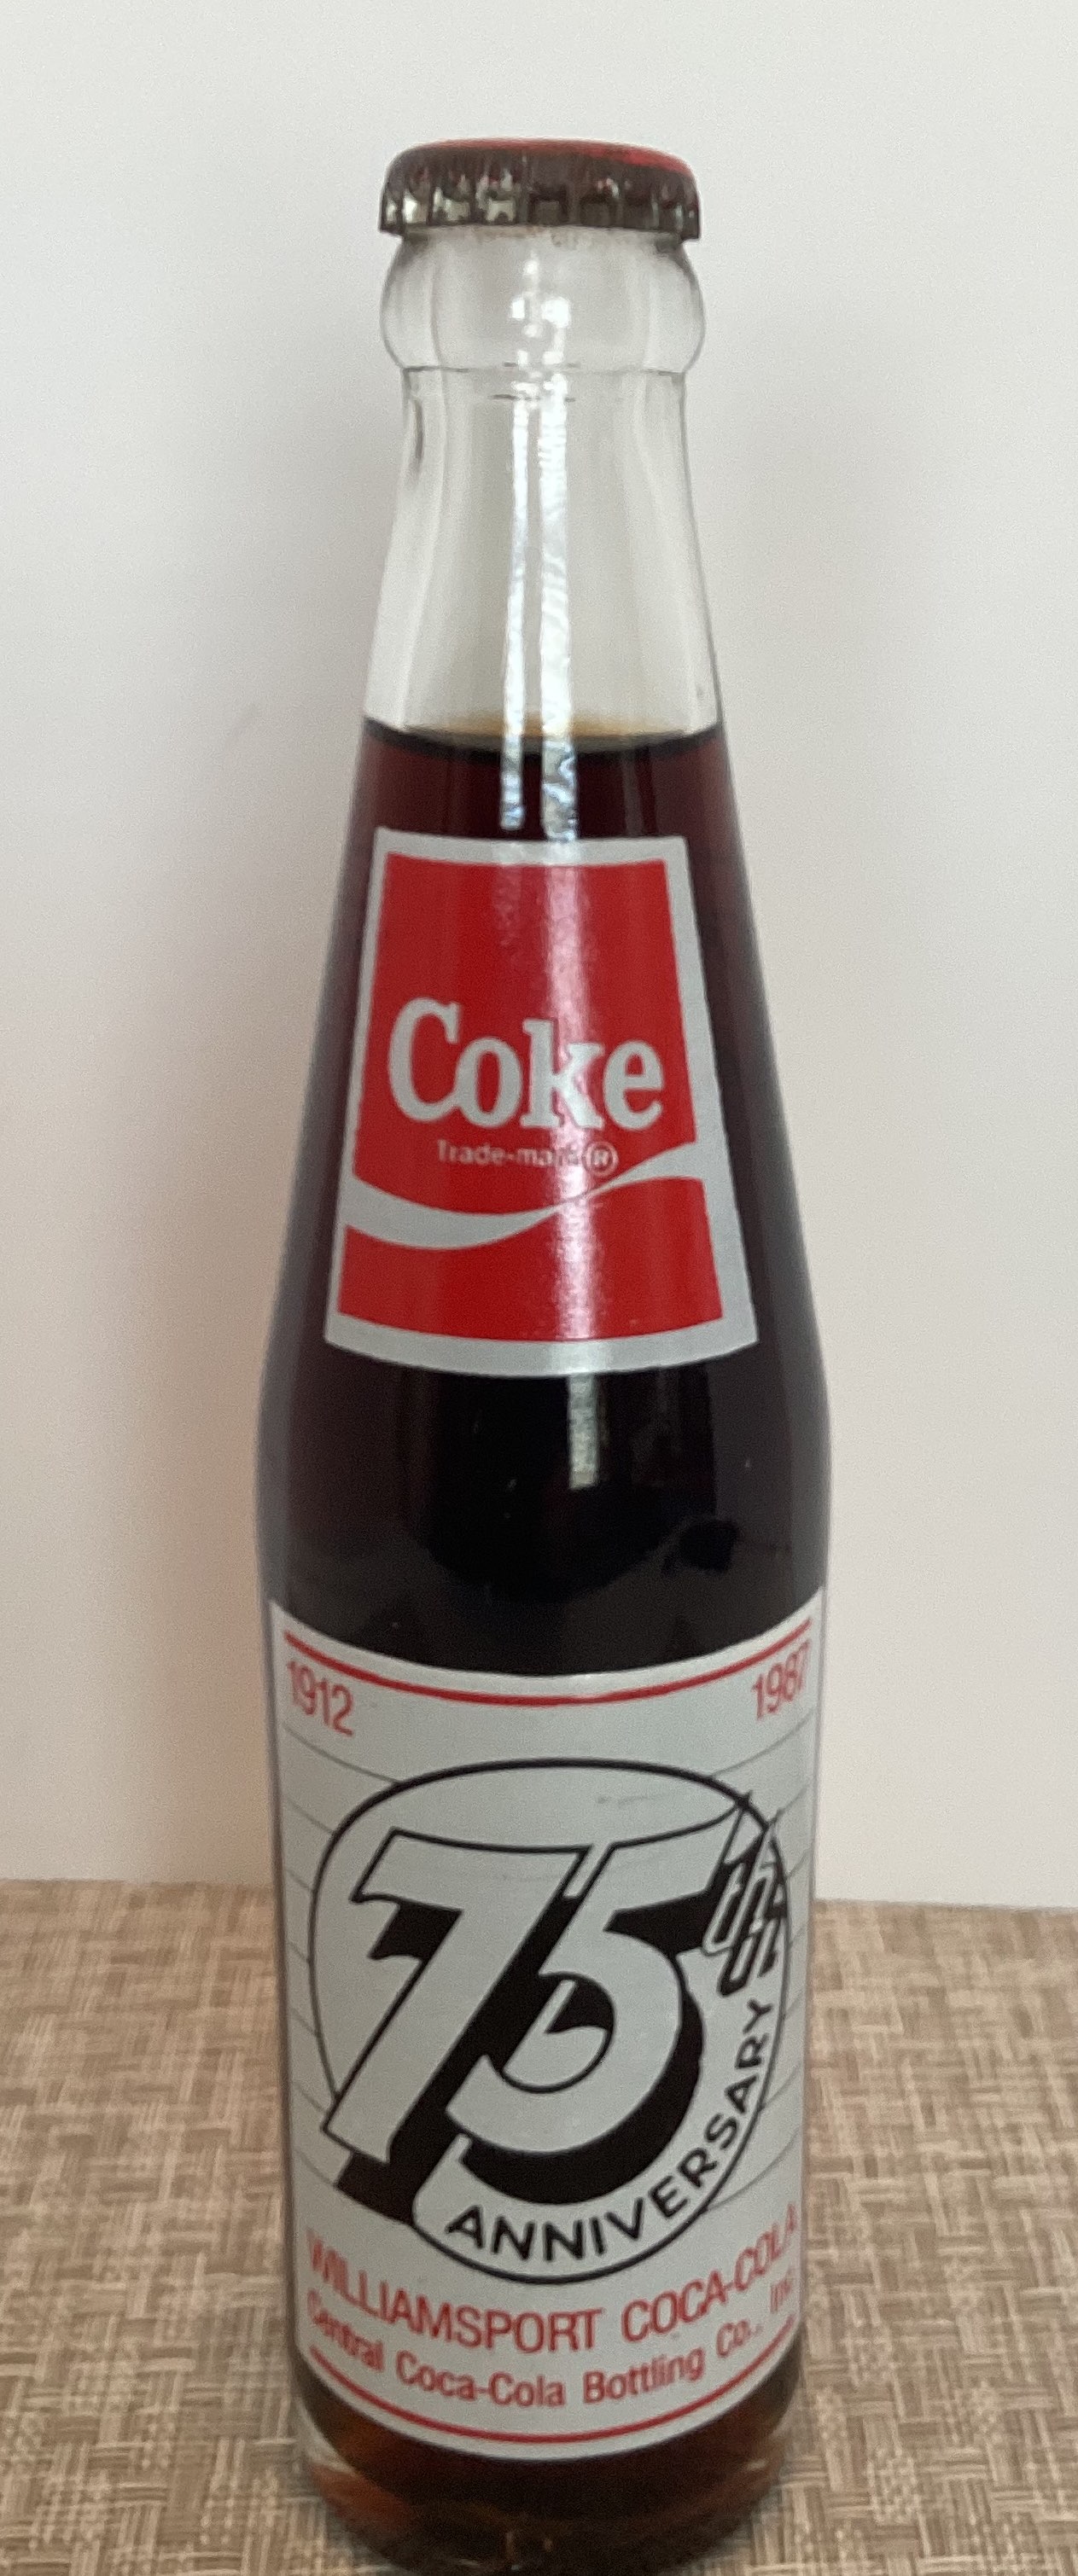 Coke
Trade-mark ®
1912 1987
75th
ANNIVERSARY
WILLIAMSPORT COCA-COLA
Central Coca-Cola Bottling Co., Inc.